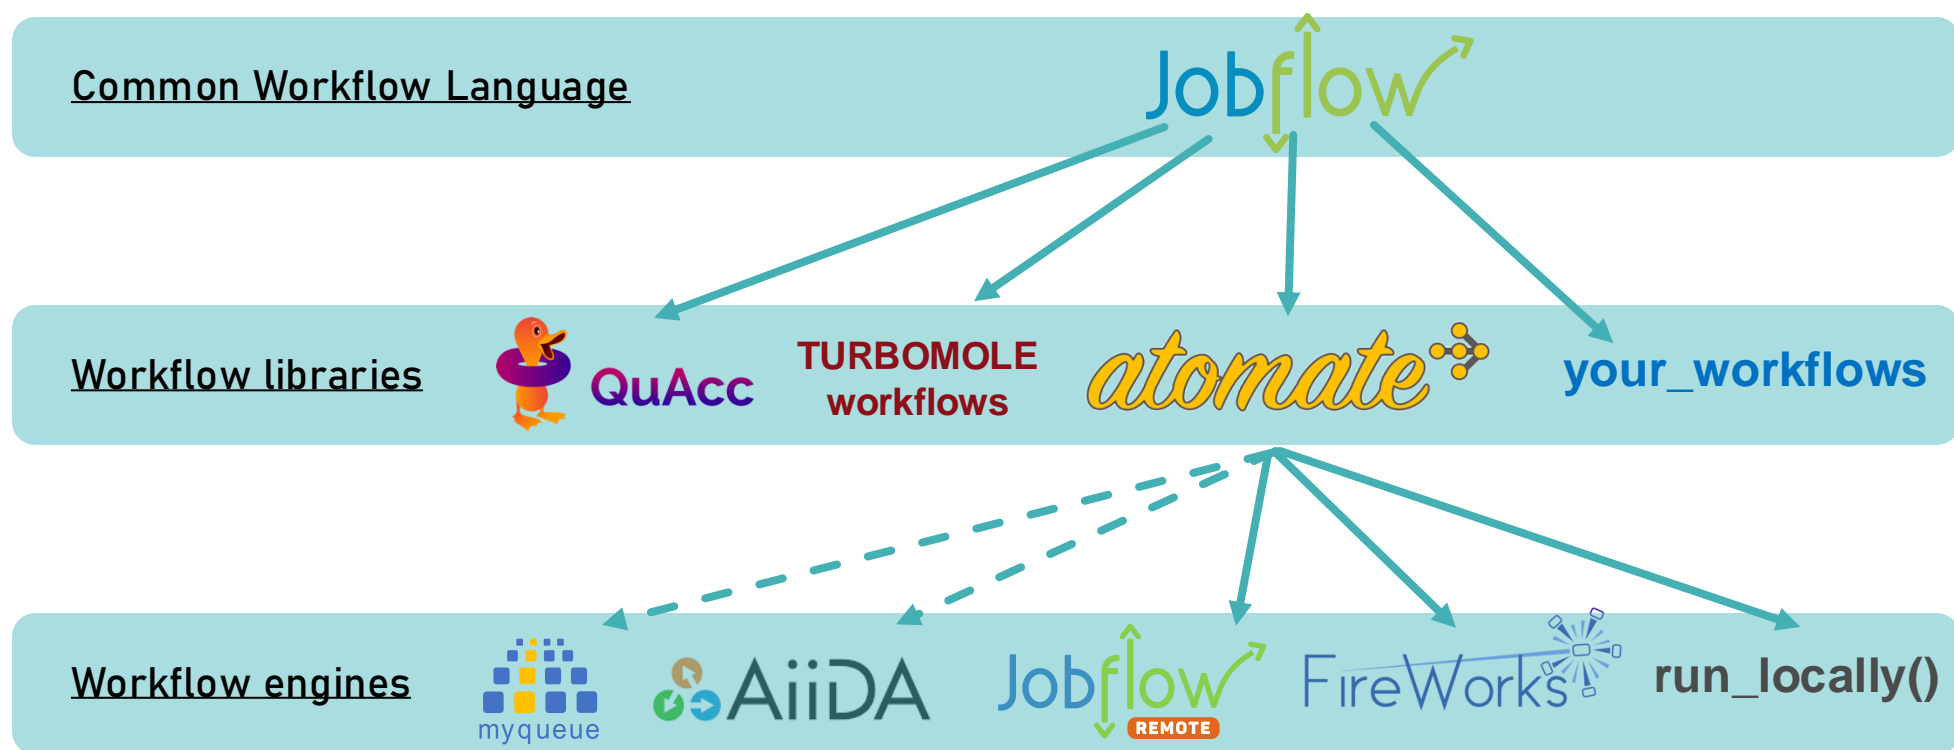 Common Workflow Language
Jobflow
Workflow libraries
QuAcc
TURBOMOLE
workflows
atomate
your_workflows
Workflow engines
myqueue
AiiDA
Jobflow
REMOTE
FireWorks
run_locally()